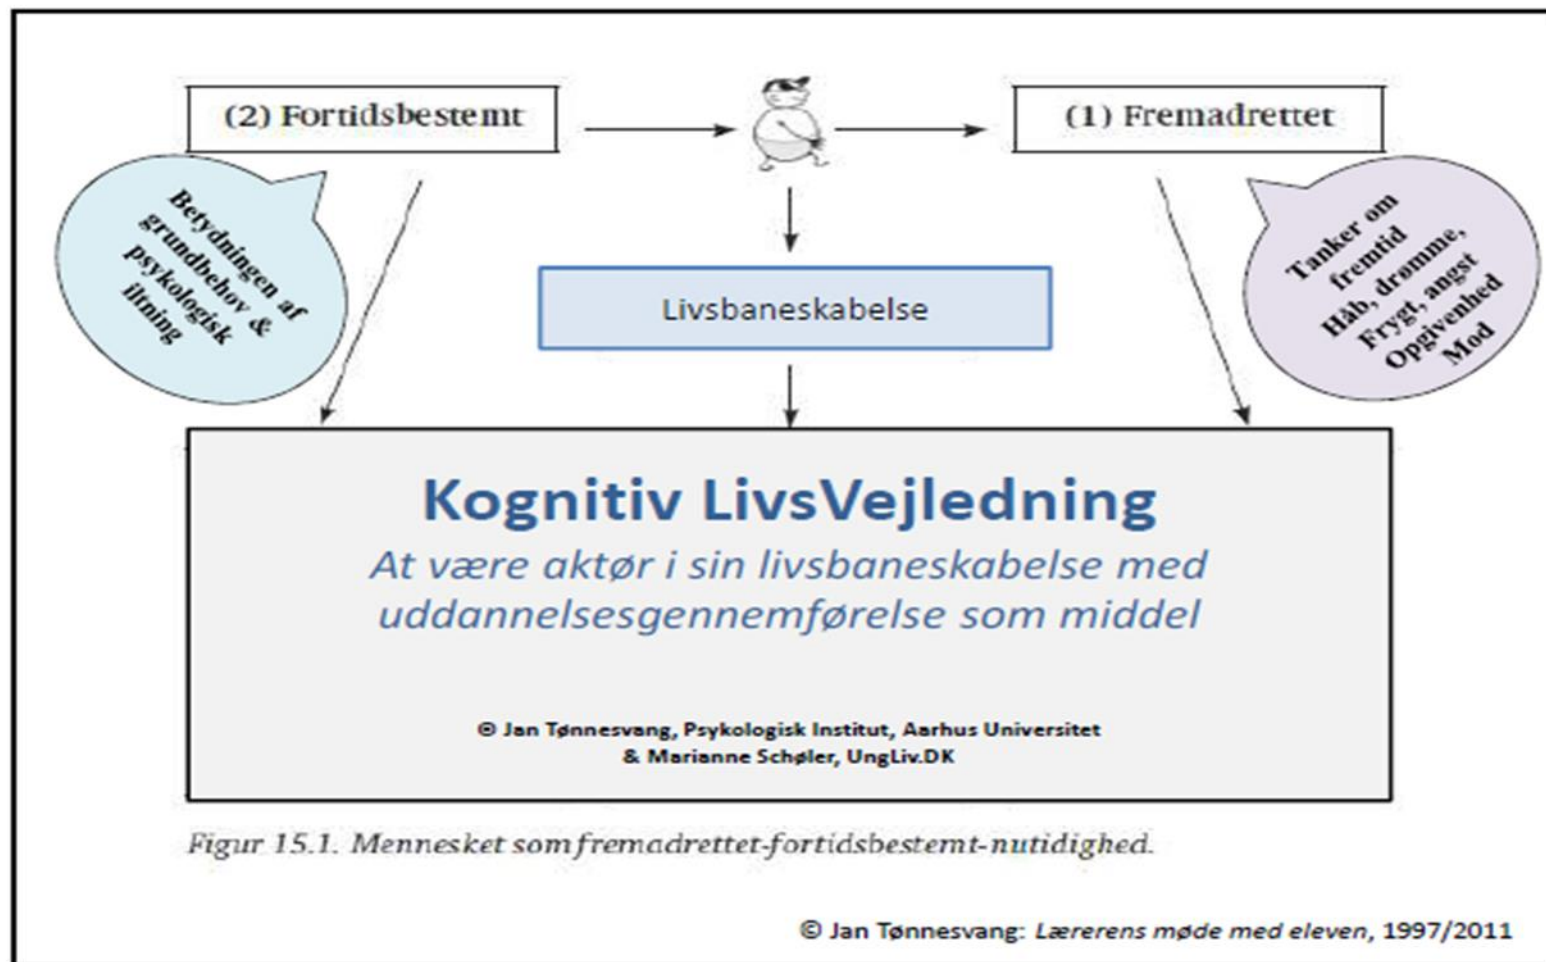 (2) Fortidsbestemt
(1) Fremadrettet
Betydningen af
grundbehov &
psykologisk
iltning
Tanker om
fremtid
Håb, drømme,
Frygt, angst
Opgivenhed
Mod
Livsbaneskabelse
Kognitiv LivsVejledning
At være aktør i sin livsbaneskabelse med
uddannelsesgennemførelse som middel
© Jan Tønnesvang, Psykologisk Institut, Aarhus Universitet
& Marianne Schøler, UngLiv.DK
Figur 15.1. Mennesket som fremadrettet-fortidsbestemt-nutidighed.
© Jan Tønnesvang: Lærerens møde med eleven, 1997/2011